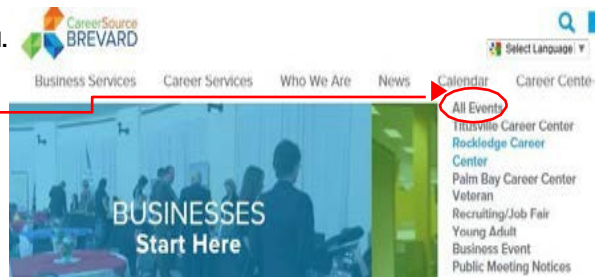 CareerSource
BREVARD
Select Language ▼
Business Services Career Services Who We Are News Calendar Career Cente
All Events
Titusville Career Center
Rockledge Career
Center
Palm Bay Career Center
Veteran
Recruiting/Job Fair
Young Adult
Business Event
Public Meeting Notices
BUSINESSES
Start Here